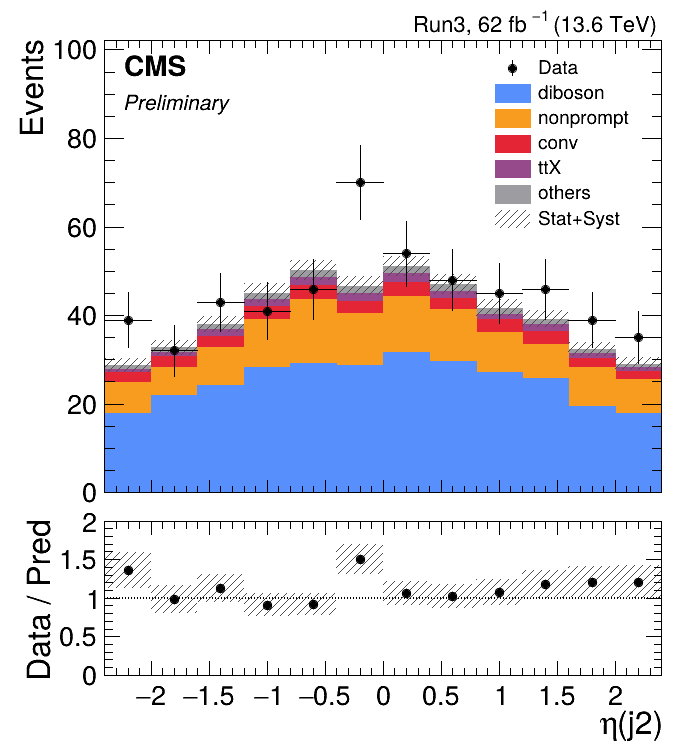 Run3, 62 fb⁻¹ (13.6 TeV)
CMS
Preliminary
Events
100
80
60
40
20
0
Data
diboson
nonprompt
conv
ttX
others
Stat+Syst
Data / Pred
2
1.5
1
0.5
0
−2 −1.5 −1 −0.5 0 0.5 1 1.5 2
η(j2)